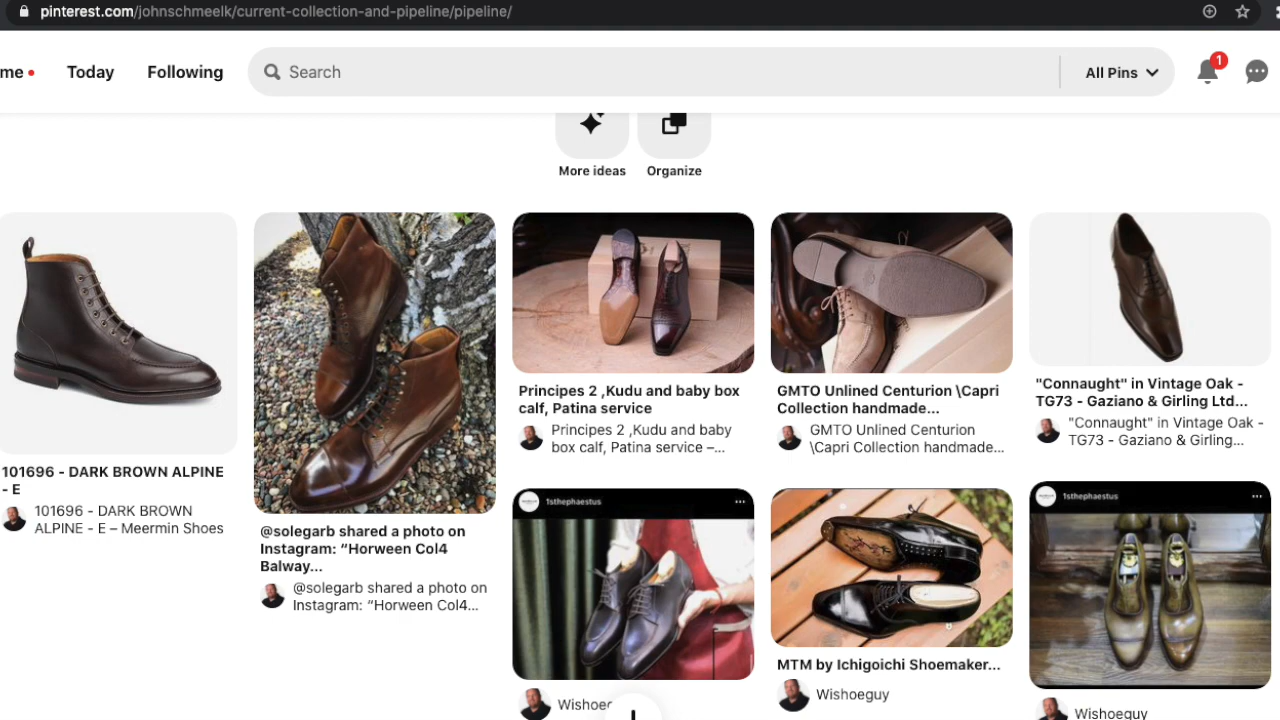 pinterest.com/johnschmeelk/current-collection-and-pipeline/pipeline/
me
Today
Following
Search
All Pins
1
More ideas
Organize
101696 - DARK BROWN ALPINE
- E
101696 - DARK BROWN
ALPINE - E – Meermin Shoes
@solegarb shared a photo on
Instagram: “Horween Col4
Balway...
@solegarb shared a photo on
Instagram: “Horween Col4...
Principes 2 ,Kudu and baby box
calf, Patina service
Principes 2 ,Kudu and baby
box calf, Patina service –...
1sthephaestus
Wishoeg
GMTO Unlined Centurion \Capri
Collection handmade...
GMTO Unlined Centurion
\Capri Collection handmade...
MTM by Ichigoichi Shoemaker...
Wishoeguy
"Connaught" in Vintage Oak -
TG73 - Gaziano & Girling Ltd...
"Connaught" in Vintage Oak -
TG73 - Gaziano & Girling...
1sthephaestus
Wishoeguy